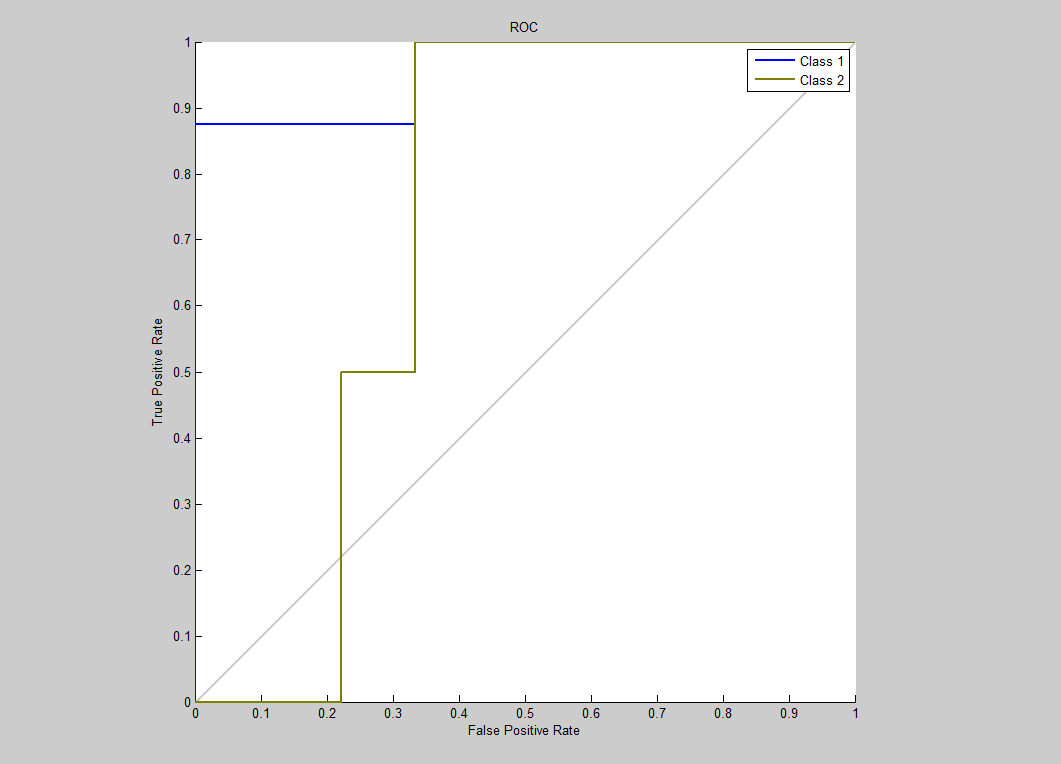 ROC
Class 1
Class 2
1
0.9
0.8
0.7
0.6
0.5
0.4
0.3
0.2
0.1
0
True Positive Rate
0 0.1 0.2 0.3 0.4 0.5 0.6 0.7 0.8 0.9 1
False Positive Rate